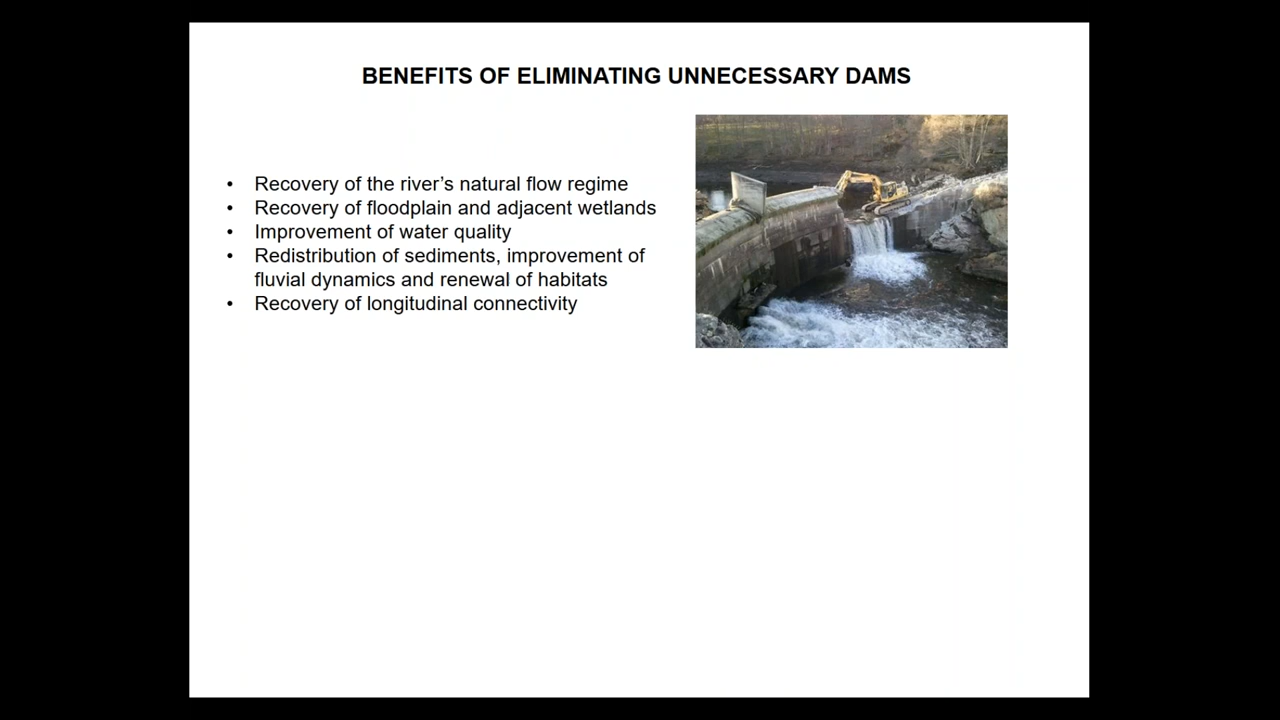 BENEFITS OF ELIMINATING UNNECESSARY DAMS
• Recovery of the river's natural flow regime
• Recovery of floodplain and adjacent wetlands
• Improvement of water quality
• Redistribution of sediments, improvement of
fluvial dynamics and renewal of habitats
• Recovery of longitudinal connectivity